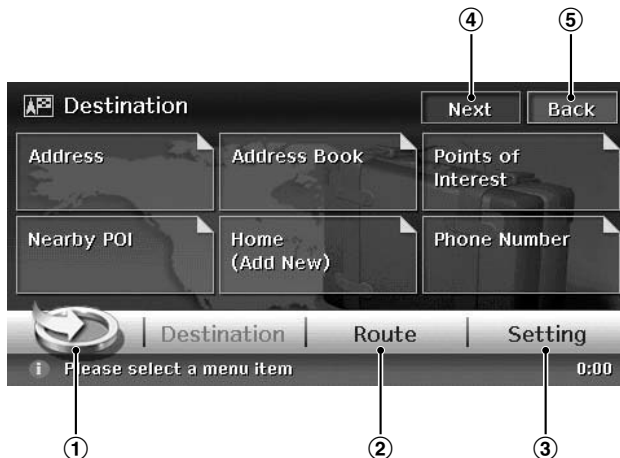 ④ ⑤
Destination Next Back
Address Address Book Points of
Interest
Nearby POI Home Phone Number
(Add New)
Destination Route Setting
i Please select a menu item 0:00
① ② ③